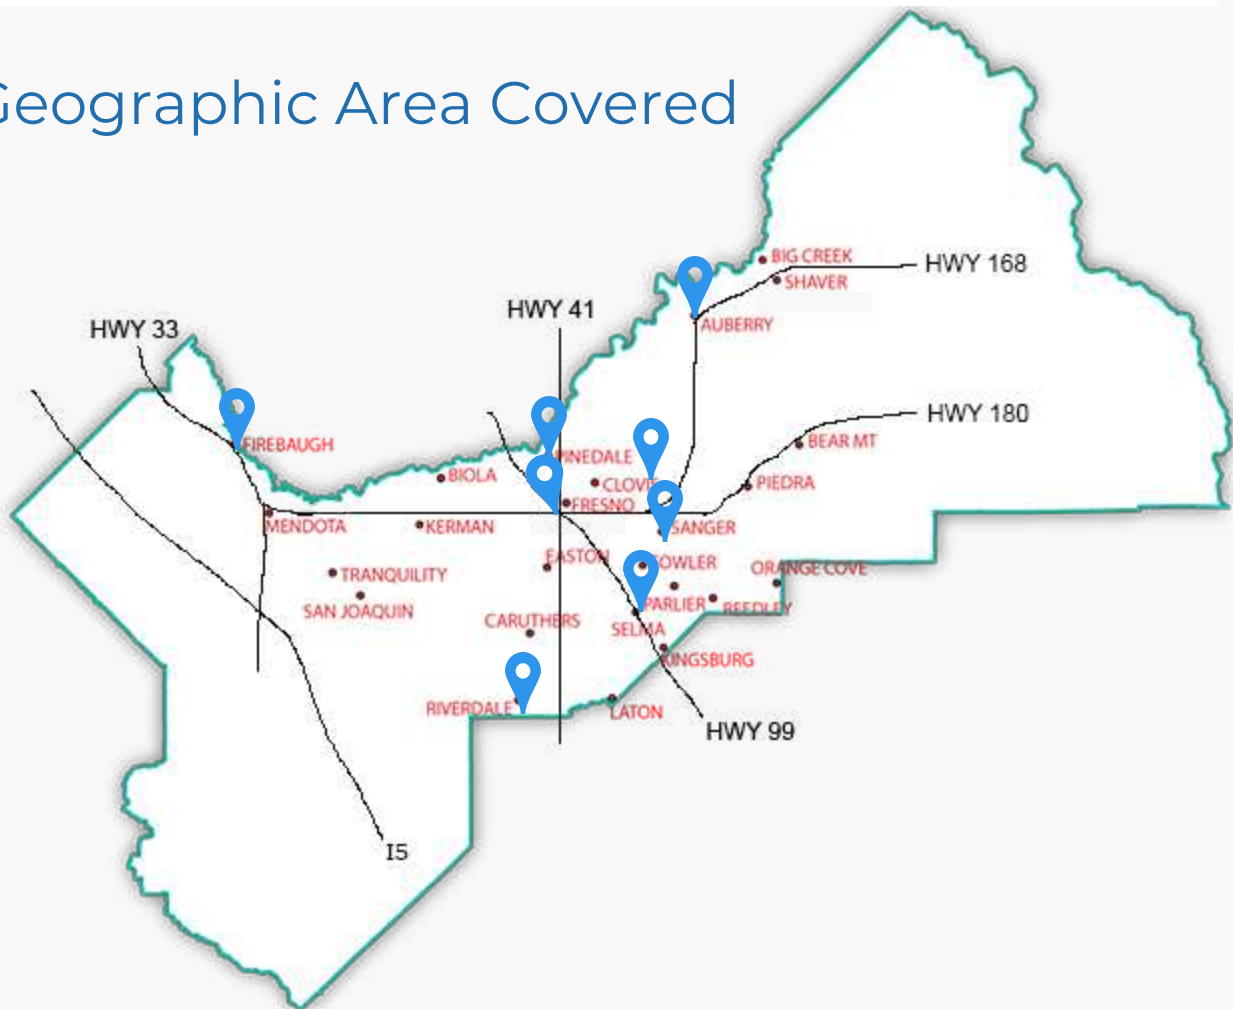 Geographic Area Covered
BIG CREEK
HWY 168
SHAVER
HWY 41
AUBERRY
HWY 33
HWY 180
FIREBAUGH
BEAR MT
PINEDALE
BIOLA
CLOVIS
PIEDRA
FRESNO
MENDOTA
KERMAN
SANGER
EASTON
FOWLER
ORANGE COVE
TRANQUILITY
SAN JOAQUIN
PARLIER
REEDLEY
CARUTHERS
SELMA
KINGSBURG
RIVERDALE
LATON
HWY 99
I5